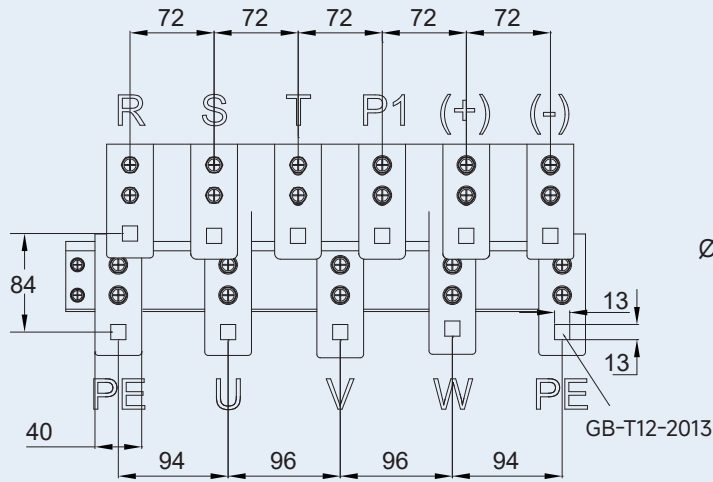 72 72 72 72 72
R S T P1 (+) (-)
Ø
84
13
13
PE U V W PE
40
GB-T12-2013
94 96 96 94